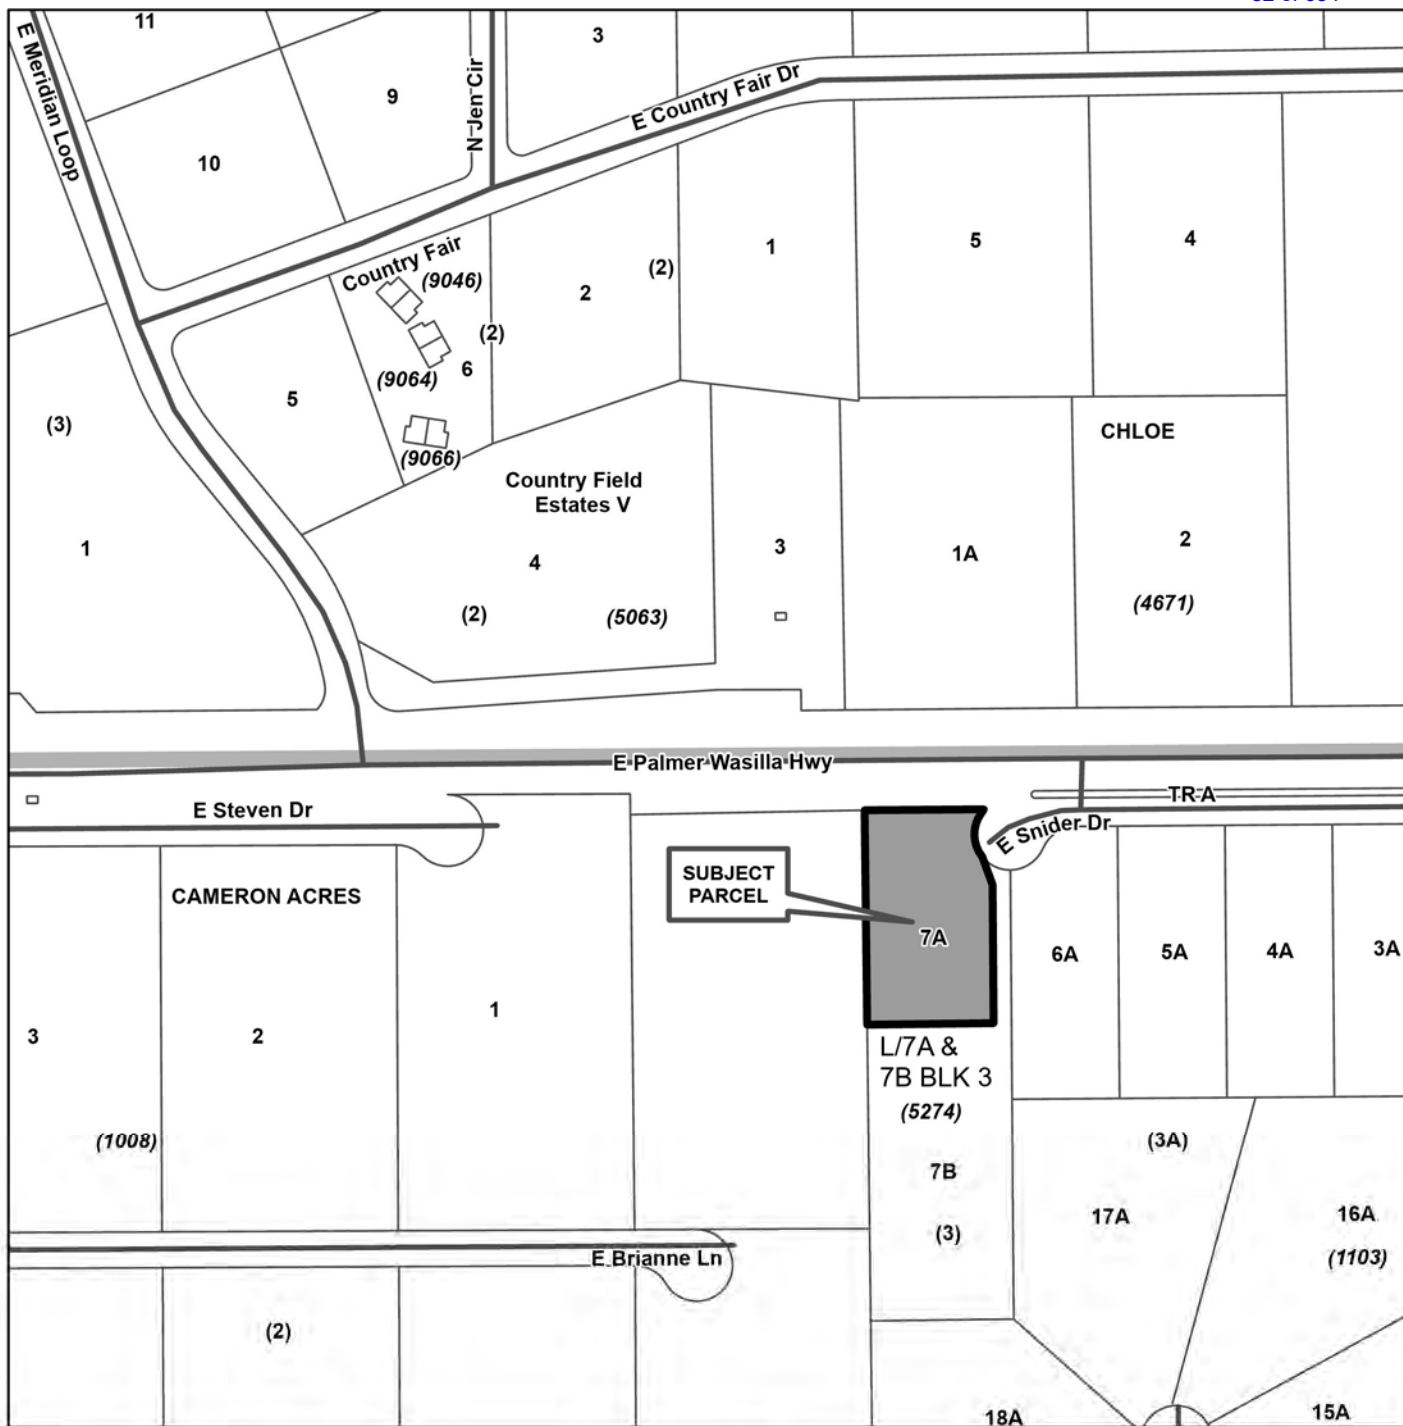 11
3
E Meridian Loop
9
N Jen Cir
E Country Fair Dr
10
Country Fair
(9046)
2
(2)
1
5
4
(2)
6
(9064)
5
(3)
(9066)
CHLOE
Country Field
Estates V
1
4
3
1A
2
(2)
(5063)
(4671)
E Palmer Wasilla Hwy
E Steven Dr
TR A
E Snider Dr
SUBJECT
PARCEL
CAMERON ACRES
7A
6A
5A
4A
3A
3
2
1
L/7A &
7B BLK 3
(5274)
(1008)
(3A)
7B
17A
16A
(3)
(1103)
E Brianne Ln
(2)
18A
15A